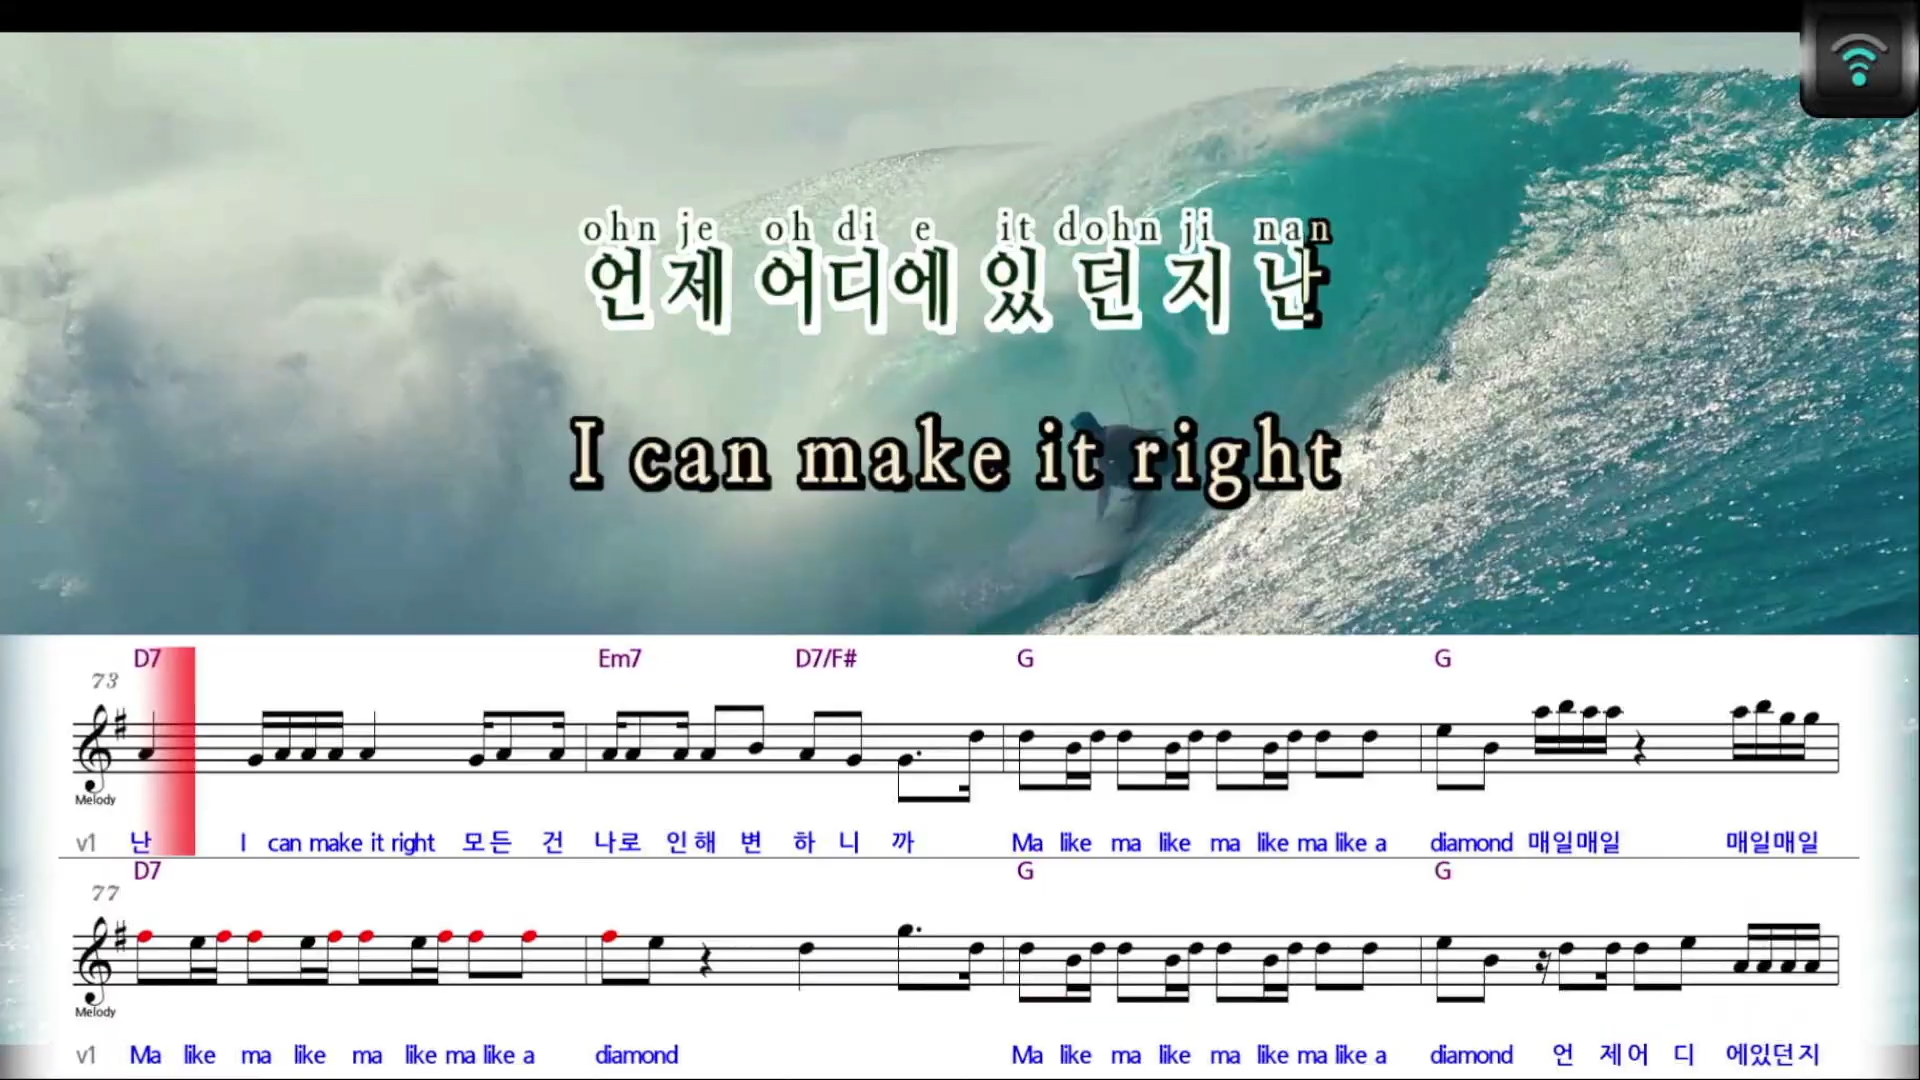 ohn je oh di e it dohn ji nan
언제 어디에 있던지 난
I can make it right
D7 Em7 D7/F# G G
73
Melody
v1 난 I can make it right 모든 건 나로 인해 변 하 니 까 Ma like ma like ma like ma like a diamond 매일매일 매일매일
D7 G G
77
Melody
v1 Ma like ma like ma like ma like a diamond Ma like ma like ma like ma like a diamond 언 제어 디 에있던지